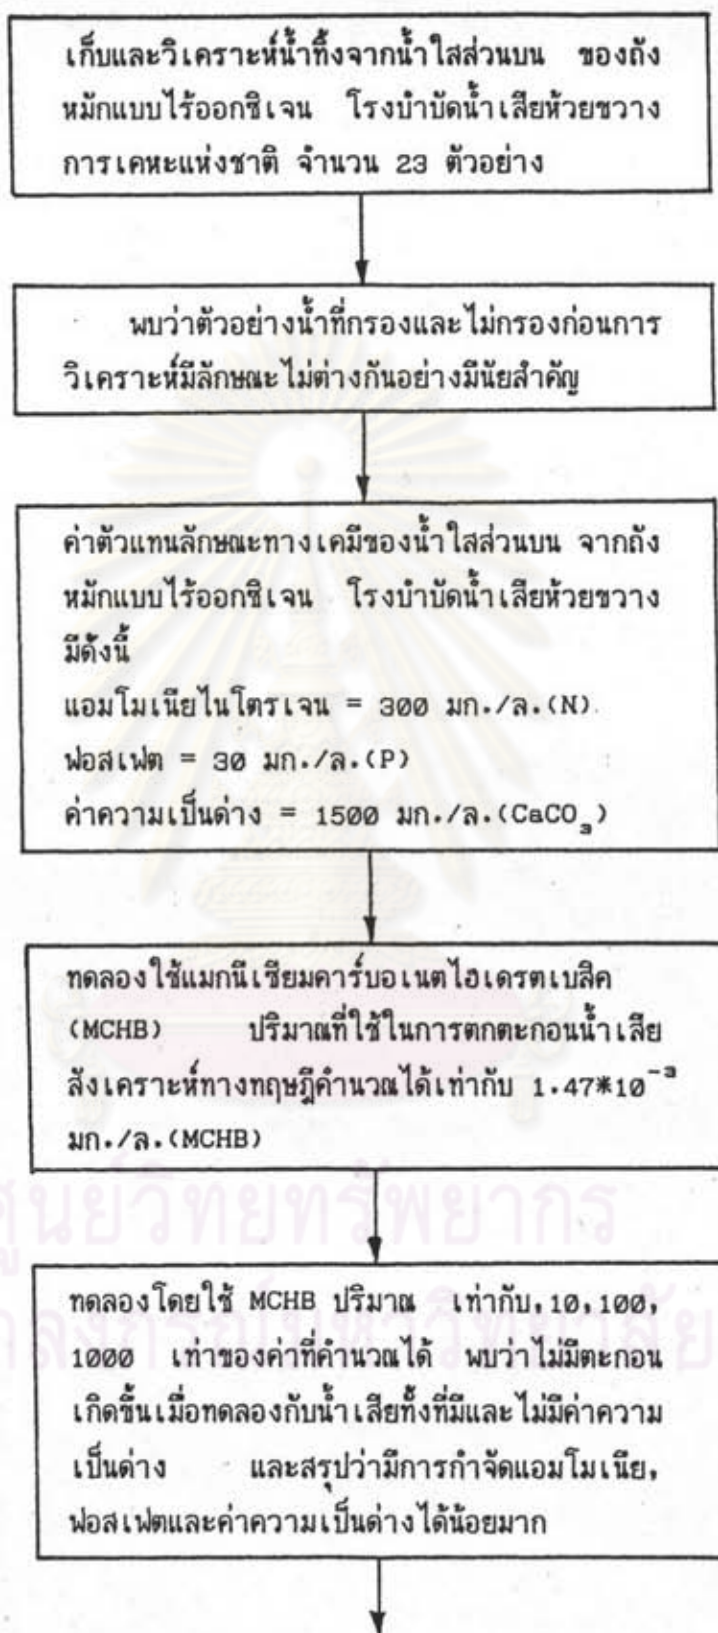 เก็บและวิเคราะห์น้ำทิ้งจากน้ำใสส่วนบน ของถัง
หมักแบบไร้ออกซิเจน โรงบำบัดน้ำเสียห้วยขวาง
การเคหะแห่งชาติ จำนวน 23 ตัวอย่าง
พบว่าตัวอย่างน้ำที่กรองและไม่กรองก่อนการ
วิเคราะห์มีลักษณะไม่ต่างกันอย่างมีนัยสำคัญ
ค่าตัวแทนลักษณะทางเคมีของน้ำใสส่วนบน จากถัง
หมักแบบไร้ออกซิเจน โรงบำบัดน้ำเสียห้วยขวาง
มีดังนี้
แอมโมเนียไนโตรเจน = 300 มก./ล.(N)
ฟอสเฟต = 30 มก./ล.(P)
ค่าความเป็นด่าง = 1500 มก./ล.(CaCO₃)
ทดลองใช้แมกนีเซียมคาร์บอเนตไฮเดรตเบสิค
(MCHB) ปริมาณที่ใช้ในการตกตะกอนน้ำเสีย
สังเคราะห์ทางทฤษฎีคำนวณได้เท่ากับ 1.47*10⁻³
มก./ล.(MCHB)
ทดลองโดยใช้ MCHB ปริมาณ เท่ากับ,10,100,
1000 เท่าของค่าที่คำนวณได้ พบว่าไม่มีตะกอน
เกิดขึ้นเมื่อทดลองกับน้ำเสียทั้งที่มีและไม่มีค่าความ
เป็นด่าง และสรุปว่ามีการกำจัดแอมโมเนีย,
ฟอสเฟตและค่าความเป็นด่างได้น้อยมาก
ศูนย์วิทยทรัพยากร
ลงกรณ์มหาวิทยาลัย